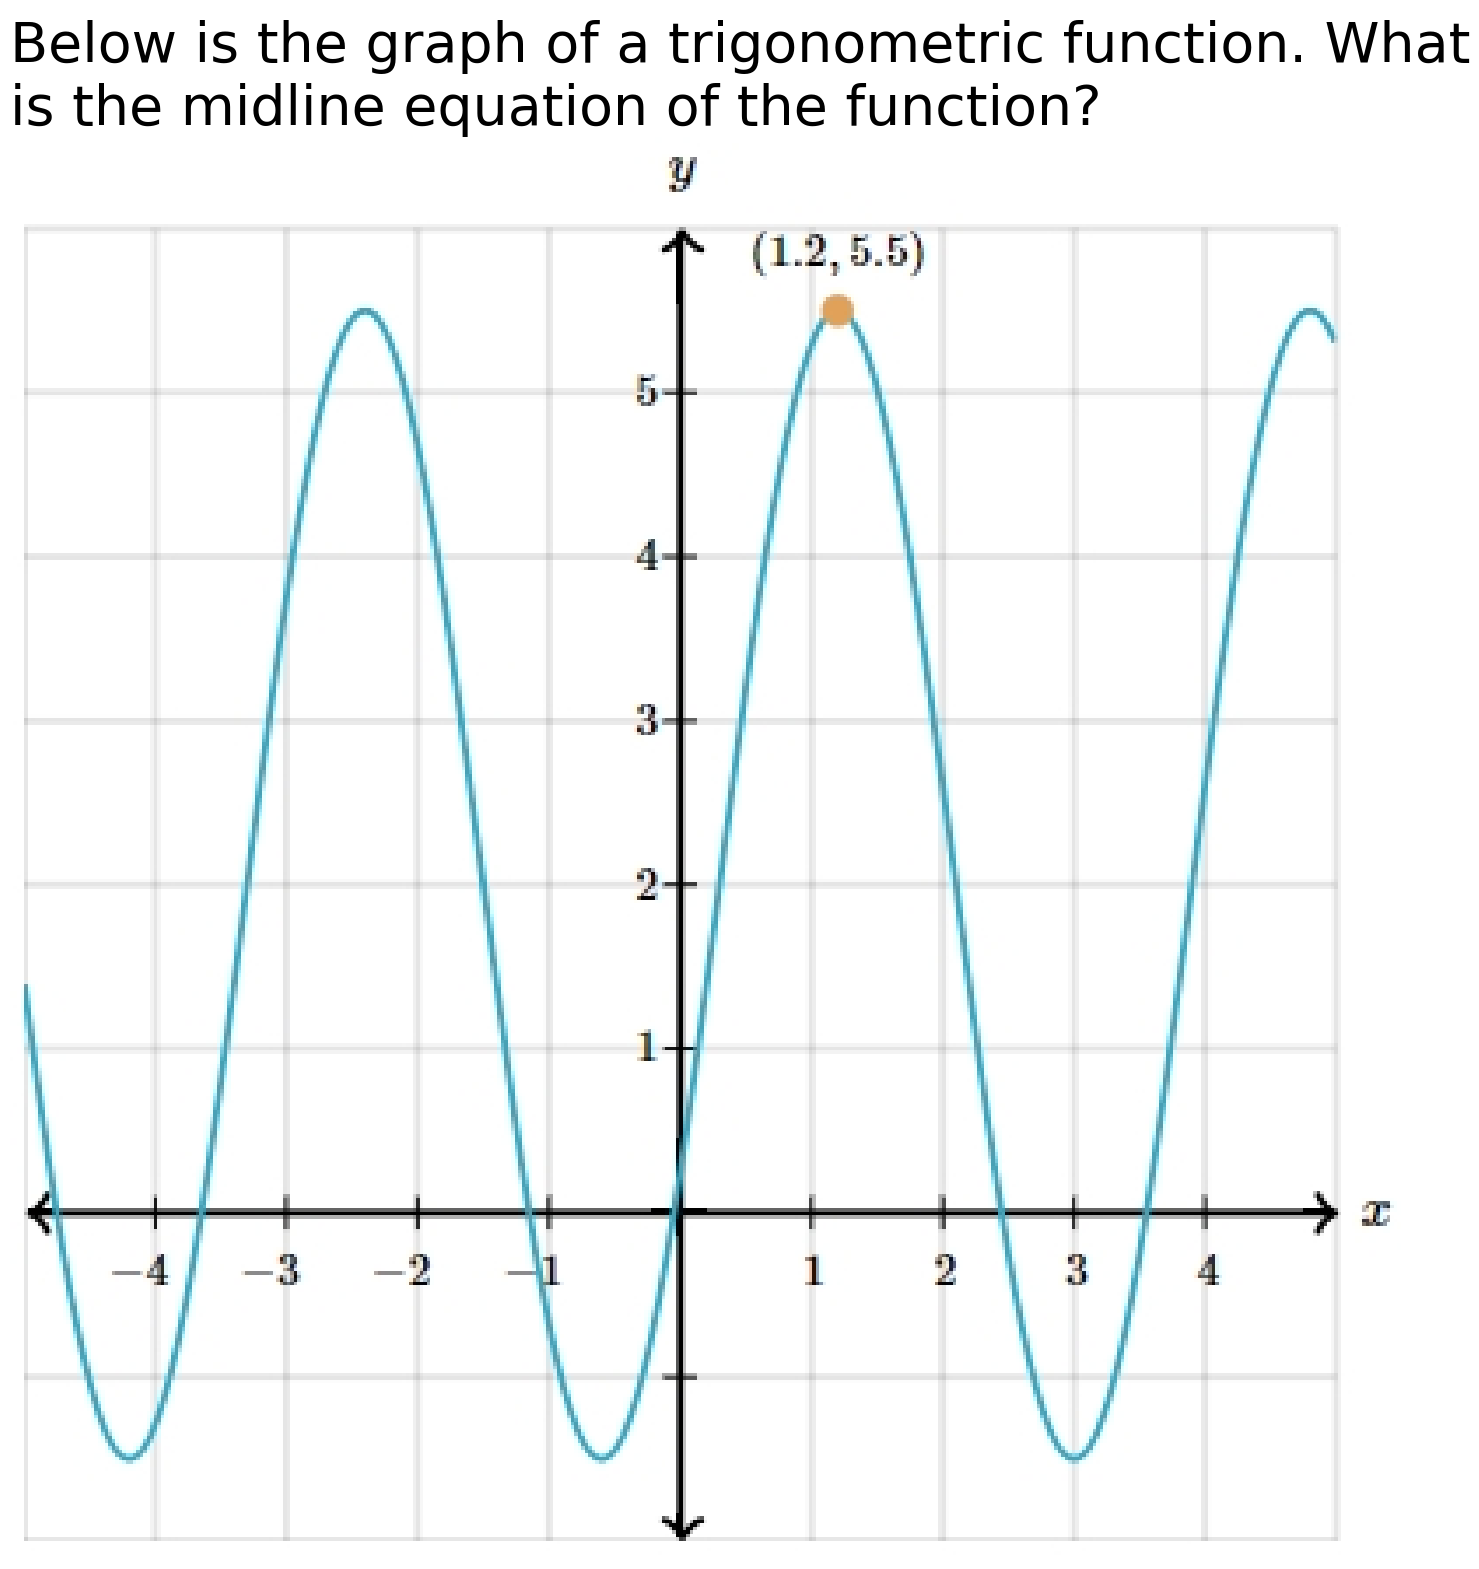 Below is the graph of a trigonometric function. What
is the midline equation of the function?
y
(1.2, 5.5)
5
4
3
2
1
x
−4 −3 −2 −1 1 2 3 4